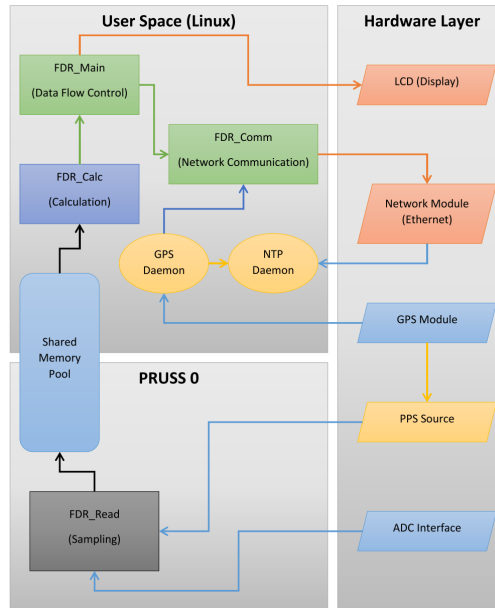 User Space (Linux)
Hardware Layer
FDR_Main
(Data Flow Control)
LCD (Display)
FDR_Comm
(Network Communication)
FDR_Calc
(Calculation)
Network Module
(Ethernet)
GPS
Daemon
NTP
Daemon
GPS Module
Shared
Memory
Pool
PRUSS 0
PPS Source
FDR_Read
(Sampling)
ADC Interface